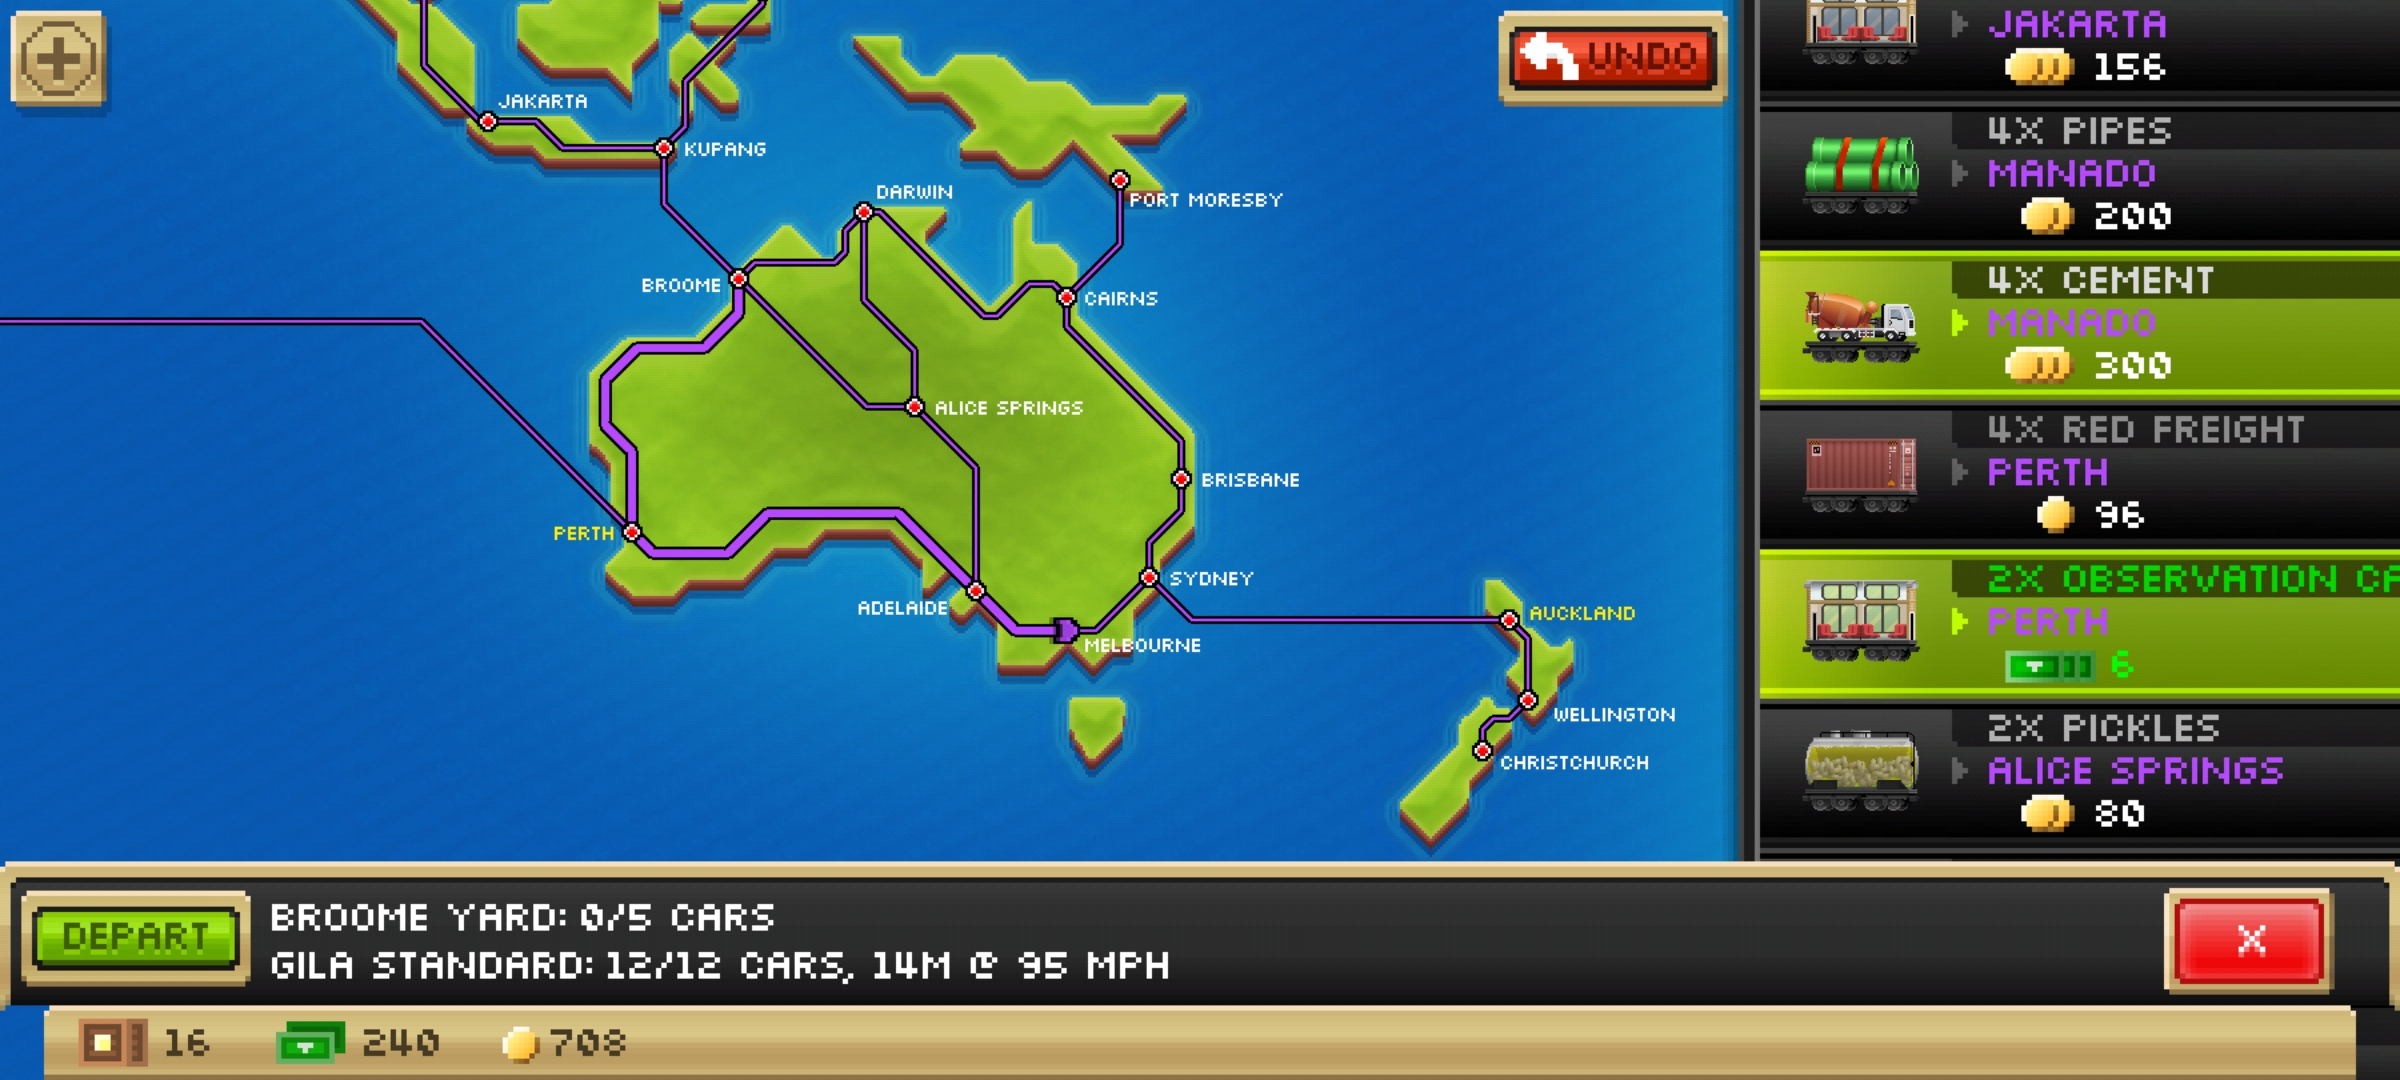 UNDO
JAKARTA
KUPANG
DARWIN
PORT MORESBY
BROOME
CAIRNS
ALICE SPRINGS
BRISBANE
PERTH
SYDNEY
ADELAIDE
AUCKLAND
MELBOURNE
WELLINGTON
CHRISTCHURCH
JAKARTA
156
4X PIPES
MANADO
200
4X CEMENT
MANADO
300
4X RED FREIGHT
PERTH
96
2X OBSERVATION CA
PERTH
6
2X PICKLES
ALICE SPRINGS
80
DEPART
BROOME YARD: 0/5 CARS
GILA STANDARD: 12/12 CARS, 14M @ 95 MPH
X
16
240
708